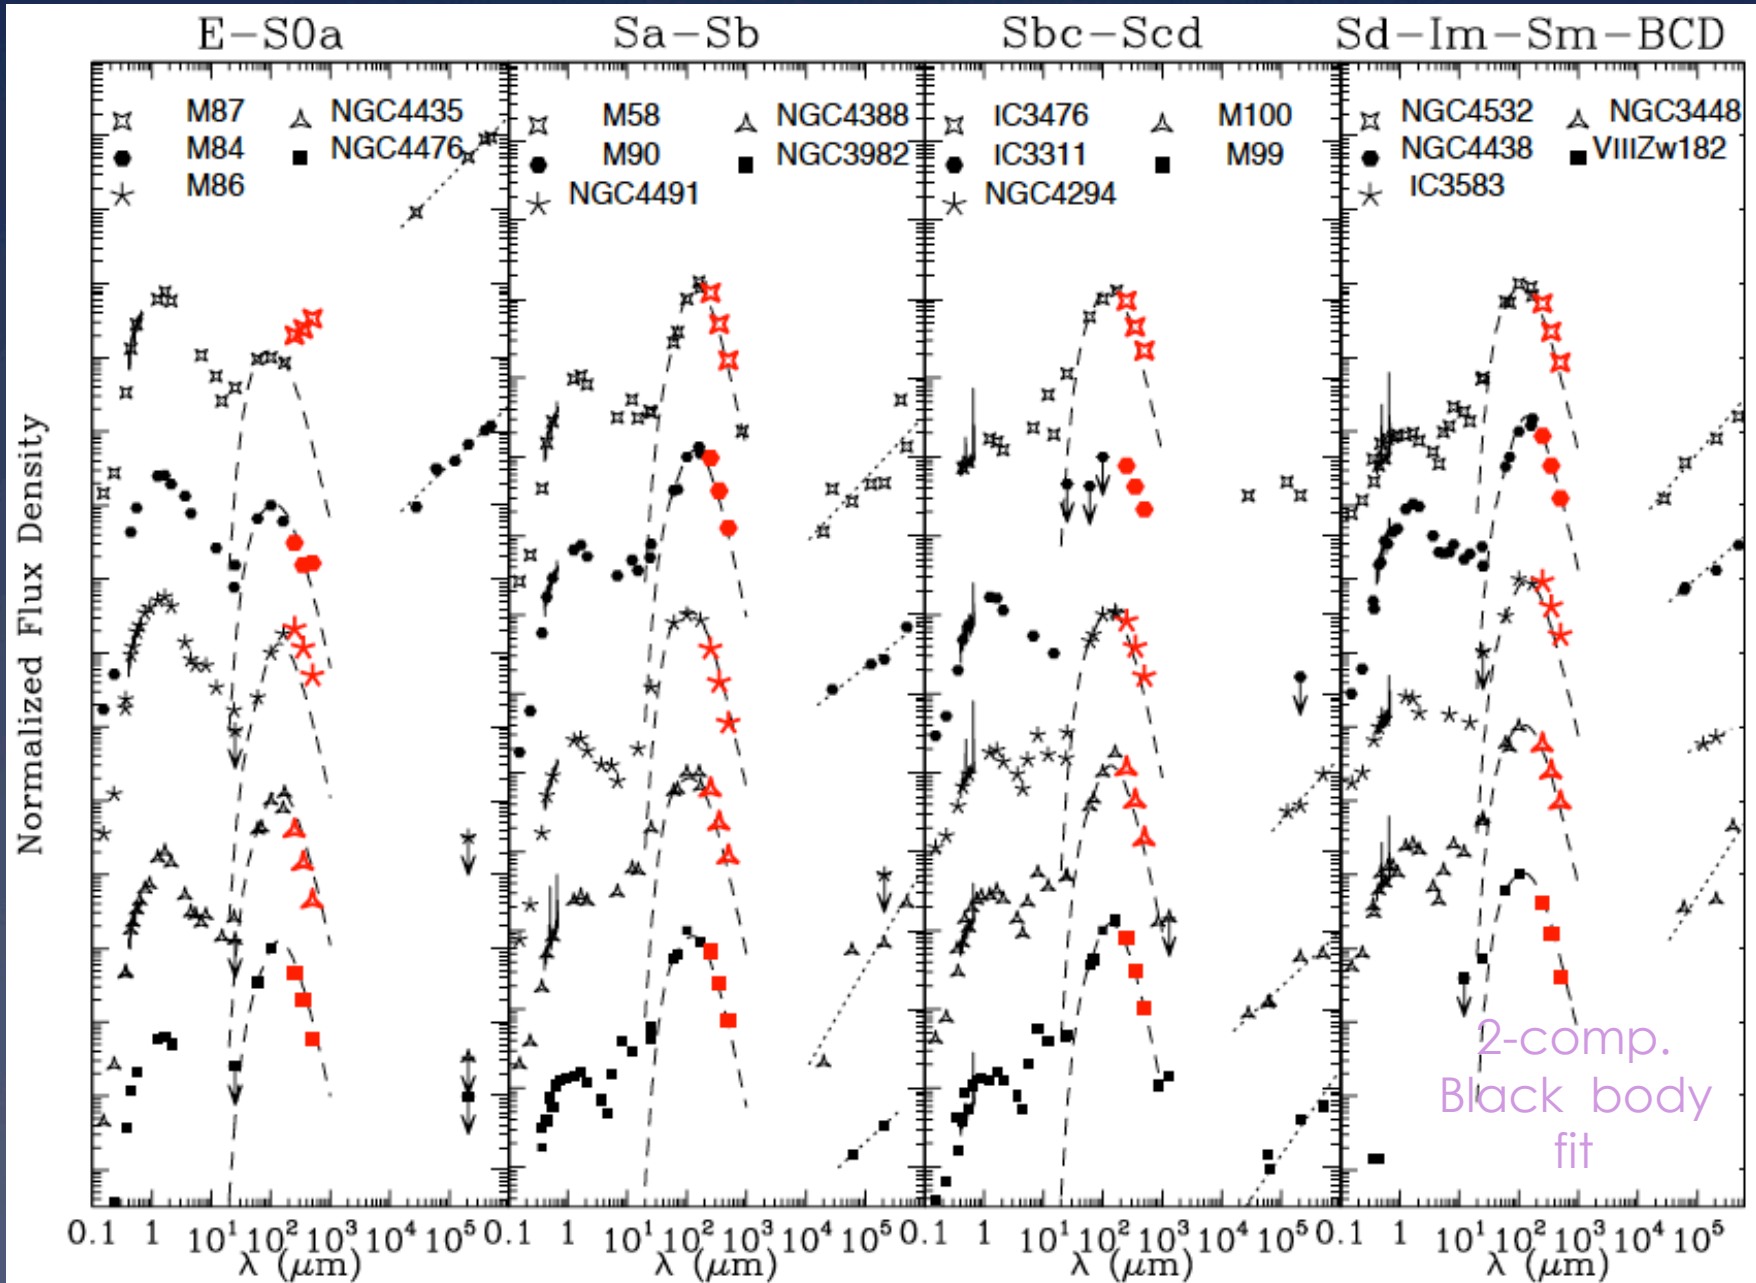 E-S0a
Sa-Sb
Sbc-Scd
Sd-Im-Sm-BCD
M87
NGC4435
M84
NGC4476
M86
M58
NGC4388
M90
NGC3982
NGC4491
IC3476
M100
IC3311
M99
NGC4294
NGC4532
NGC3448
NGC4438
ViiiZw182
IC3583
Normalized Flux Density
2-comp.
Black body
fit
0.1 1 10¹ 10² 10³ 10⁴ 10⁵
0.1 1 10¹ 10² 10³ 10⁴ 10⁵
0.1 1 10¹ 10² 10³ 10⁴ 10⁵
0.1 1 10¹ 10² 10³ 10⁴ 10⁵
λ (μm)
λ (μm)
λ (μm)
λ (μm)